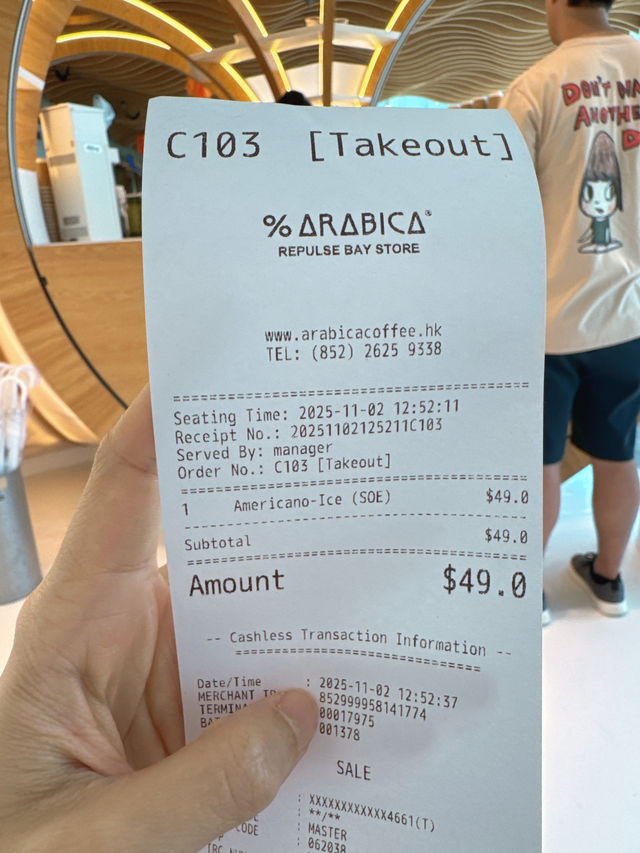 C103 [Takeout]
% ARABICA
REPULSE BAY STORE
www.arabicacoffee.hk
TEL: (852) 2625 9338
Seating Time: 2025-11-02 12:52:11
Receipt No.: 20251102125211C103
Served By: manager
Order No.: C103 [Takeout]
1 Americano-Ice (SOE) $49.0
Subtotal $49.0
Amount $49.0
-- Cashless Transaction Information --
Date/Time : 2025-11-02 12:52:37
MERCHANT 852999958141774
00017975
001378
SALE
: XXXXXXXXXXXX4661(T)
: **/**
CODE : MASTER
: 062038
DON'T